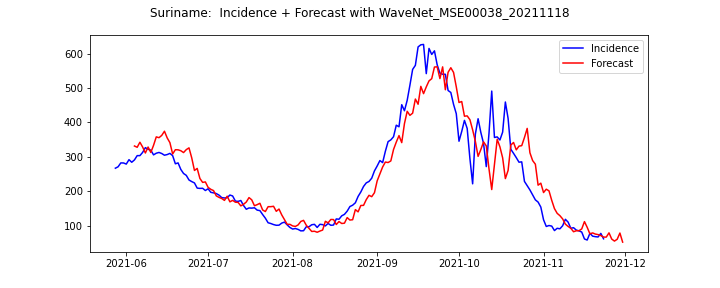 Suriname:  Incidence + Forecast with WaveNet_MSE00038_20211118
Incidence
Forecast
600
500
400
300
200
100
2021-06 2021-07 2021-08 2021-09 2021-10 2021-11 2021-12